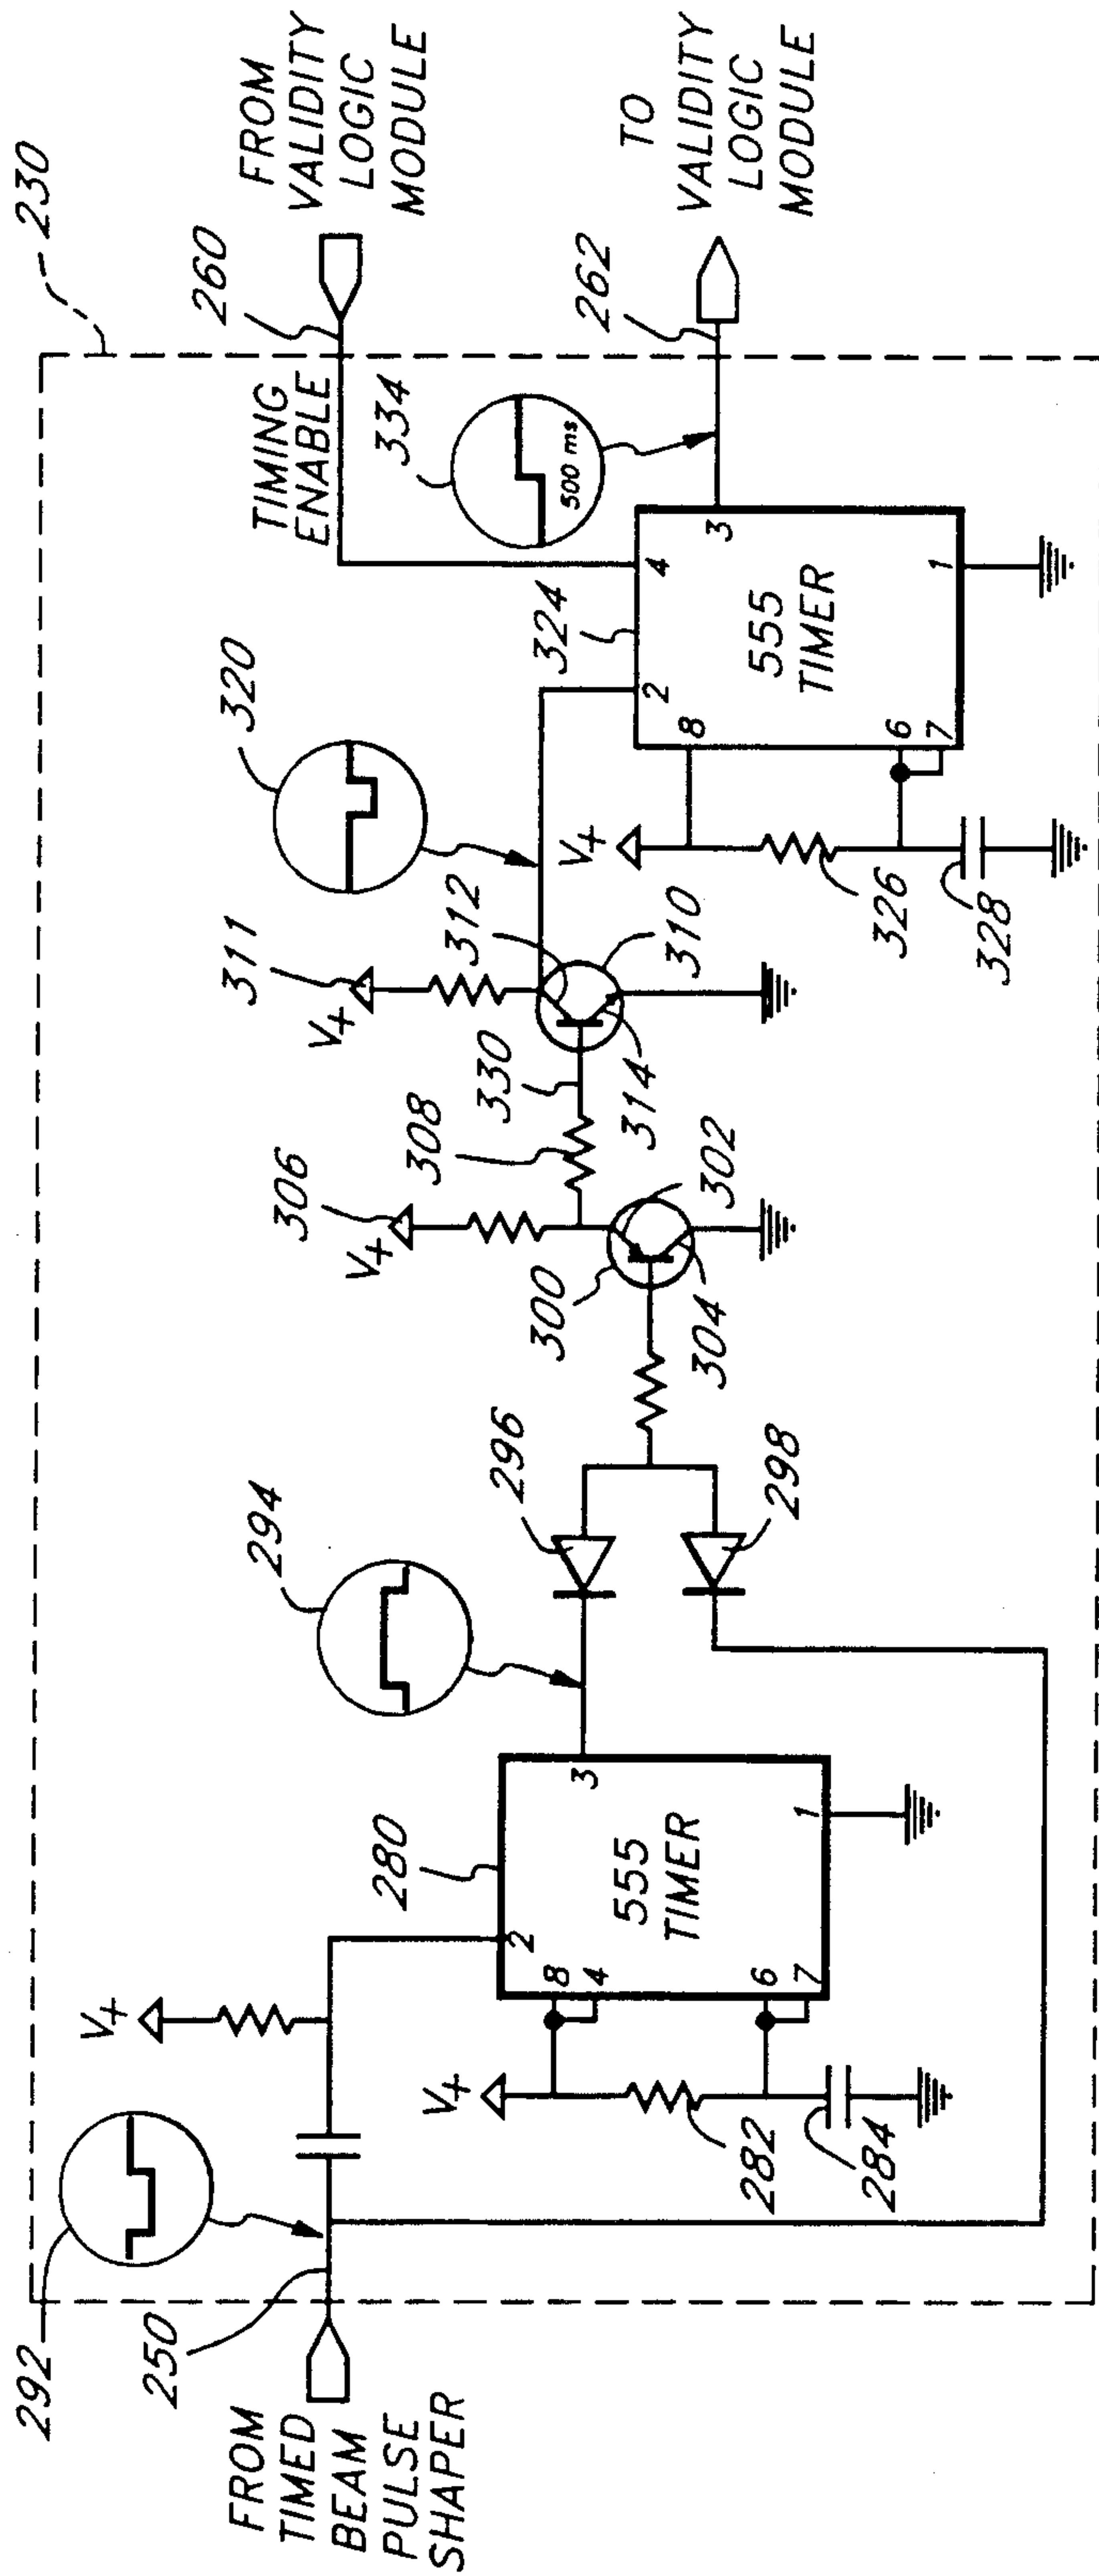 230
FROM
VALIDITY
LOGIC
MODULE
260
TIMING
ENABLE
334
500 ms
TO
VALIDITY
LOGIC
MODULE
262
320
324
2
4
8
3
555
TIMER
6
7
1
V+
326
328
311
V+
312
310
330
314
306
V+
308
302
300
304
294
296
298
280
2
3
8
4
555
TIMER
6
7
1
V+
V+
282
284
292
250
FROM
TIMED
BEAM
PULSE
SHAPER